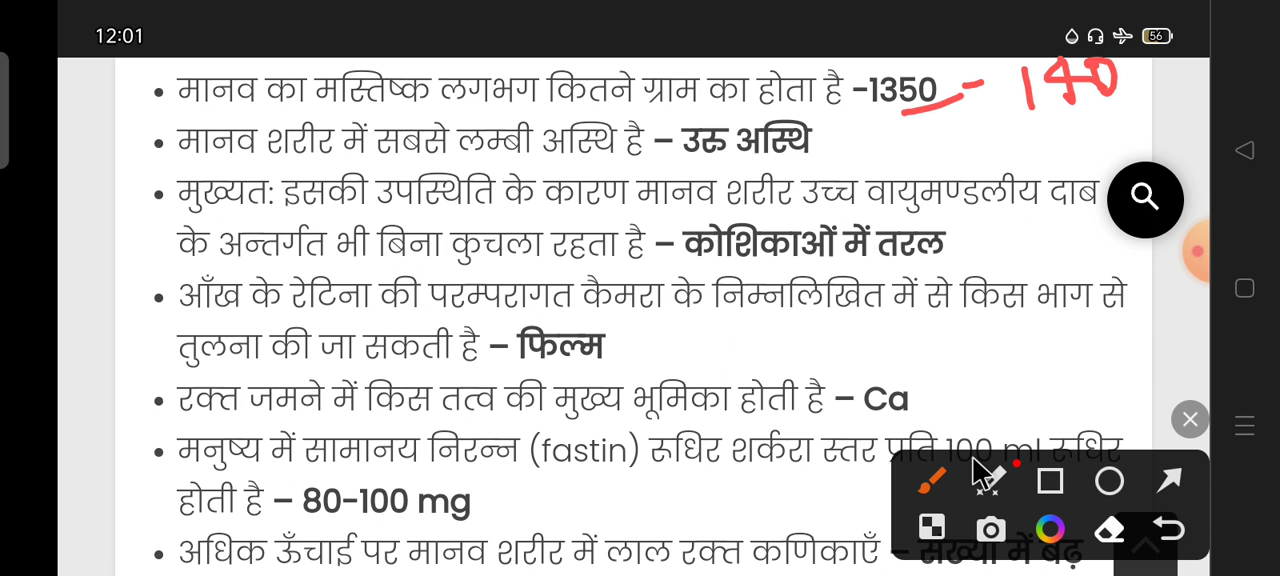 12:01
56
• मानव का मस्तिष्क लगभग कितने ग्राम का होता है -1350 - 140
• मानव शरीर में सबसे लम्बी अस्थि है – उरु अस्थि
• मुख्यत: इसकी उपस्थिति के कारण मानव शरीर उच्च वायुमण्डलीय दाब
के अन्तर्गत भी बिना कुचला रहता है – कोशिकाओं में तरल
• आँख के रेटिना की परम्परागत कैमरा के निम्नलिखित में से किस भाग से
तुलना की जा सकती है – फिल्म
• रक्त जमने में किस तत्व की मुख्य भूमिका होती है – Ca
• मनुष्य में सामानय निरन्न (fastin) रूधिर शर्करा स्तर प्रति 100 ml रूधिर
होती है – 80-100 mg
• अधिक ऊँचाई पर मानव शरीर में लाल रक्त कणिकाएँ – संख्या में बढ़